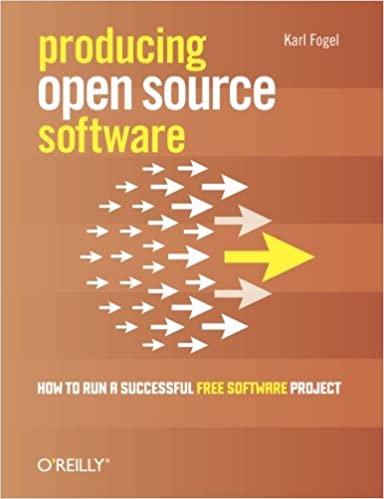 Karl Fogel
producing
open source
software
HOW TO RUN A SUCCESSFUL FREE SOFTWARE PROJECT
O'REILLY®